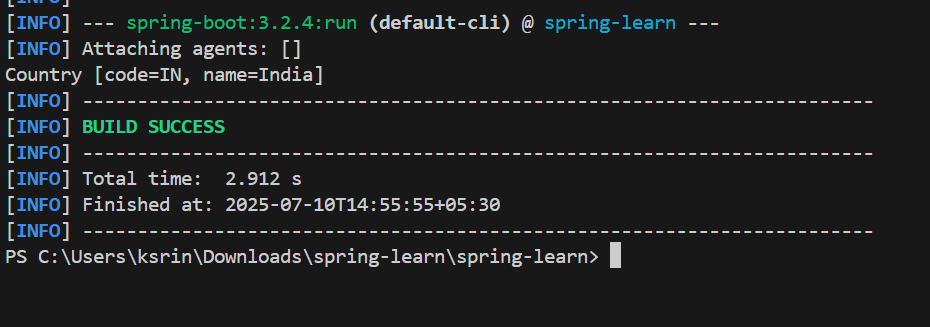 [INFO]
[INFO] --- spring-boot:3.2.4:run (default-cli) @ spring-learn ---
[INFO] Attaching agents: []
Country [code=IN, name=India]
[INFO] ------------------------------------------------------------------------
[INFO] BUILD SUCCESS
[INFO] ------------------------------------------------------------------------
[INFO] Total time:  2.912 s
[INFO] Finished at: 2025-07-10T14:55:55+05:30
[INFO] ------------------------------------------------------------------------
PS C:\Users\ksrin\Downloads\spring-learn\spring-learn>